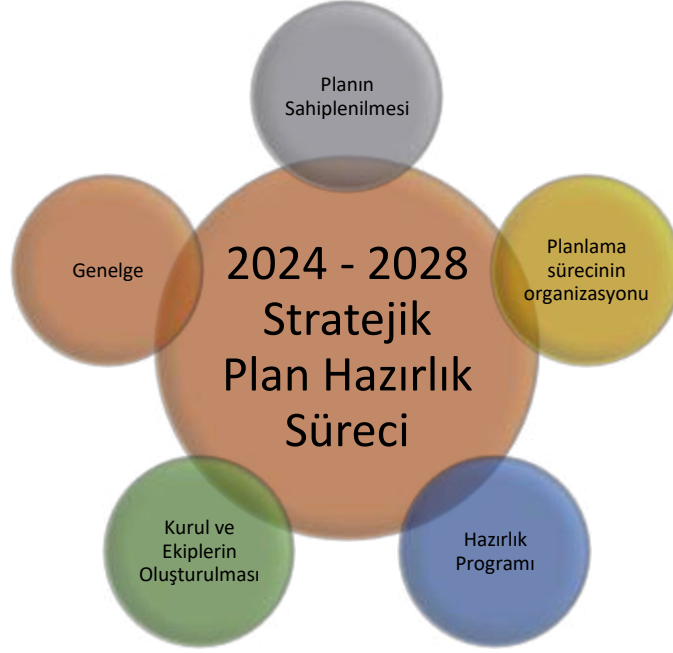 Planın
Sahiplenilmesi
Genelge
2024 - 2028
Stratejik
Plan Hazırlık
Süreci
Planlama
sürecinin
organizasyonu
Kurul ve
Ekiplerin
Oluşturulması
Hazırlık
Programı